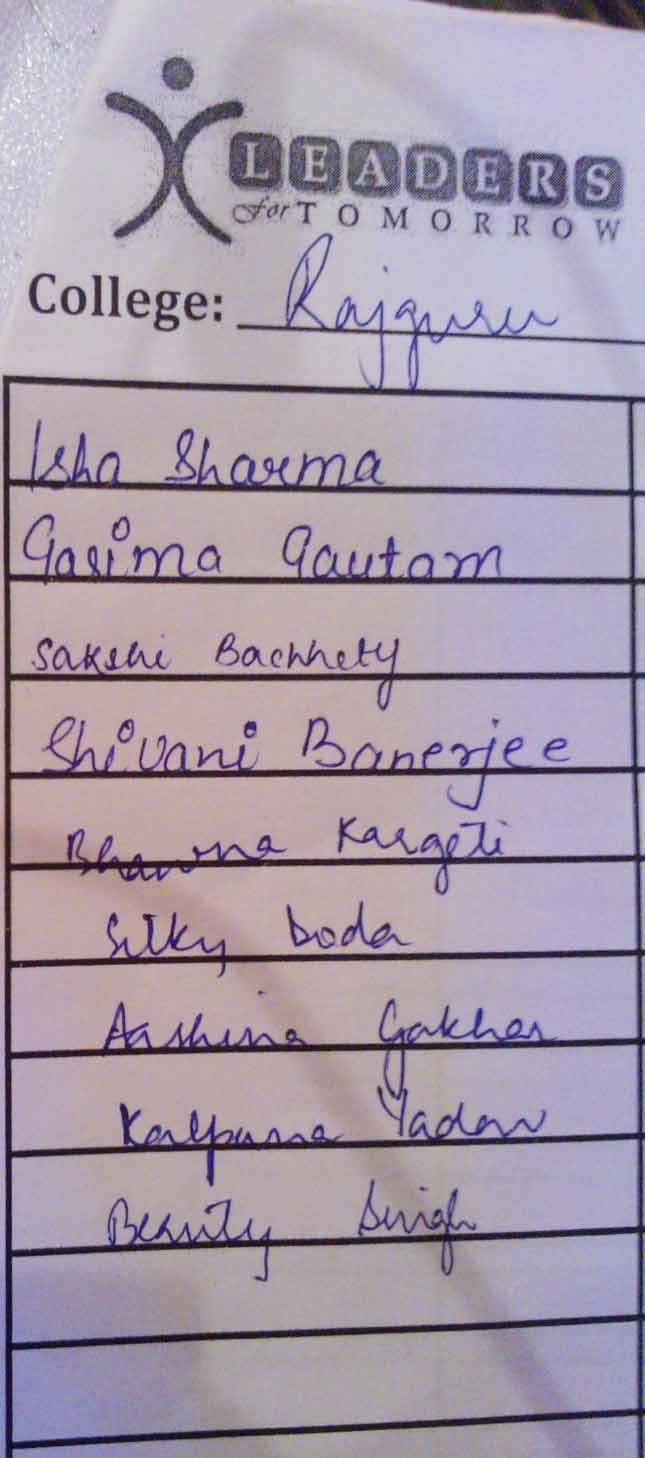 LEADERS
for TOMORROW
College: Rajguru
Isha Sharma
Garima Gautam
Sakshi Bachhety
Shivani Banerjee
Bhawna Kargeti
Silky Doda
Aashina Gakhar
Kalpana Yadav
Beauty Singh